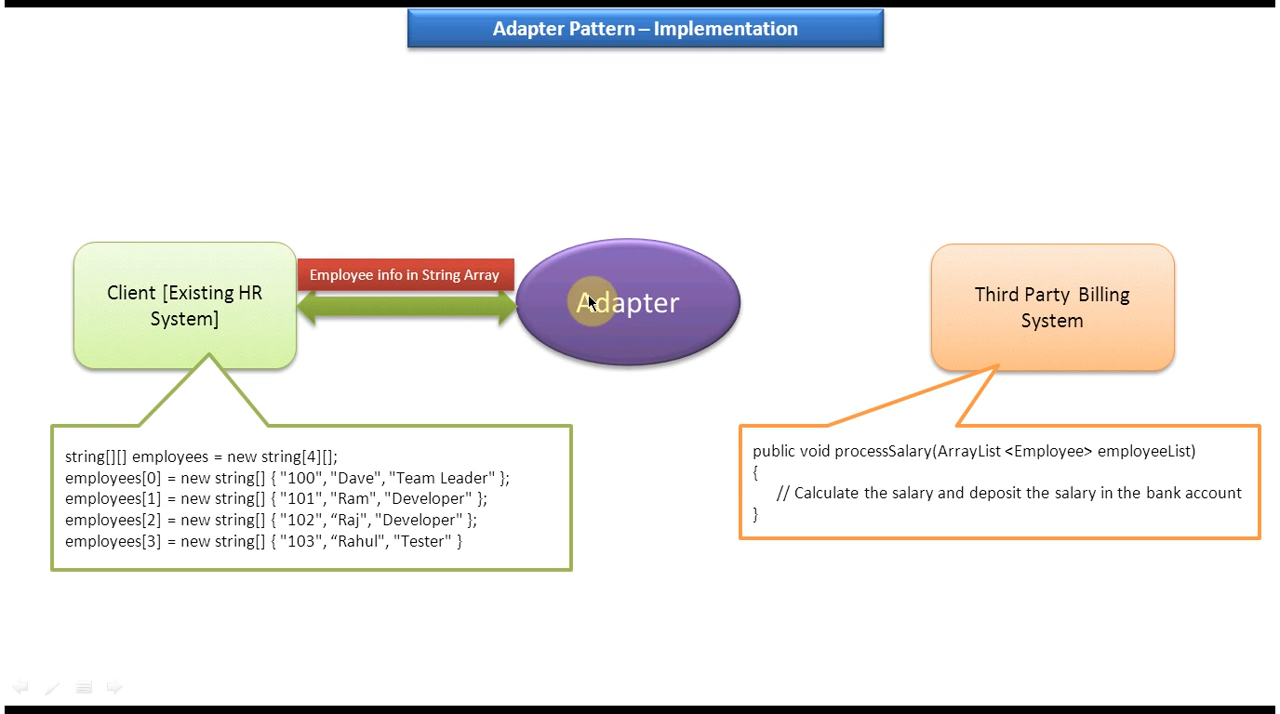 Adapter Pattern – Implementation
Employee info in String Array
Client [Existing HR
System]
Adapter
Third Party Billing
System
string[][] employees = new string[4][];
employees[0] = new string[] { "100", "Dave", "Team Leader" };
employees[1] = new string[] { "101", "Ram", "Developer" };
employees[2] = new string[] { "102", “Raj", "Developer" };
employees[3] = new string[] { "103", “Rahul", "Tester" }
public void processSalary(ArrayList <Employee> employeeList)
{
// Calculate the salary and deposit the salary in the bank account
}